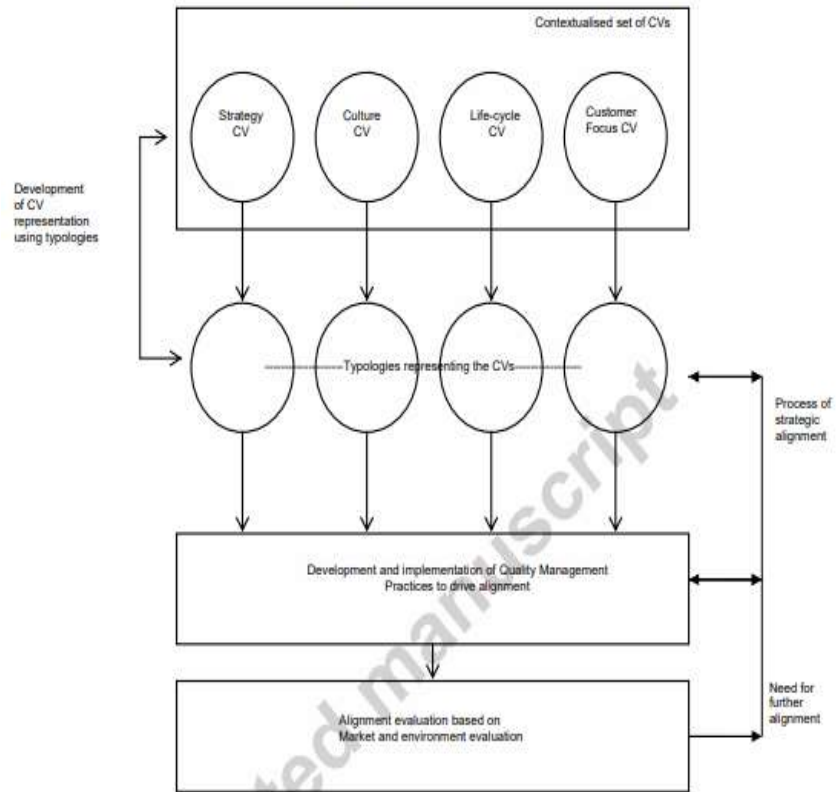 Contextualised set of CVs
Strategy
CV
Culture
CV
Life-cycle
CV
Customer
Focus CV
Development
of CV
representation
using typologies
Typologies representing the CVs
Process of
strategic
alignment
Development and implementation of Quality Management
Practices to drive alignment
Need for
further
alignment
Alignment evaluation based on
Market and environment evaluation
ted manuscript